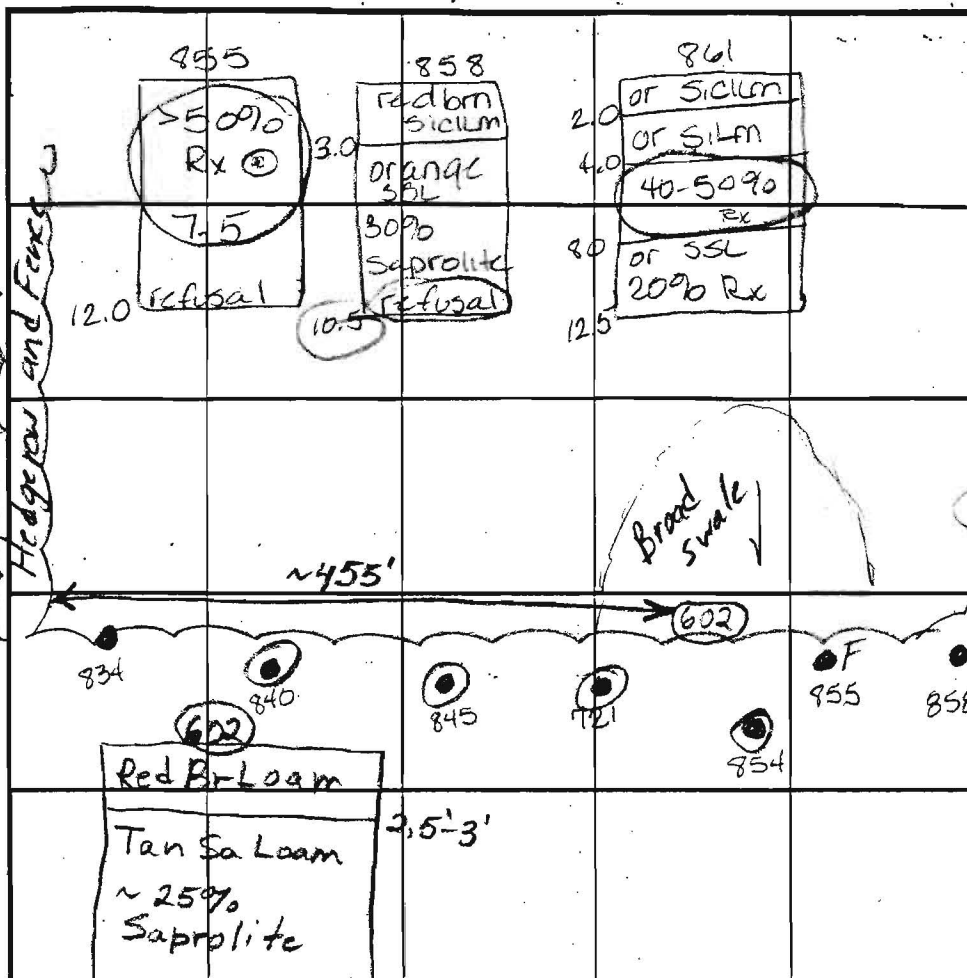 855
>50%
Rx
7.5
refusal
12.0
858
red brn
sicllm
3.0
orange
SSL
30%
saprolite
refusal
10.5
861
or Sicllm
2.0
or SiLm
4.0
40-50%
Rx
8.0
or SSL
20% Rx
12.5
Hedgerow and Fence
Broad
swale
~455'
602
834
840
845
721
854
F
855
858
602
Red Br Loam
2.5'-3'
Tan Sa Loam
~25%
Saprolite